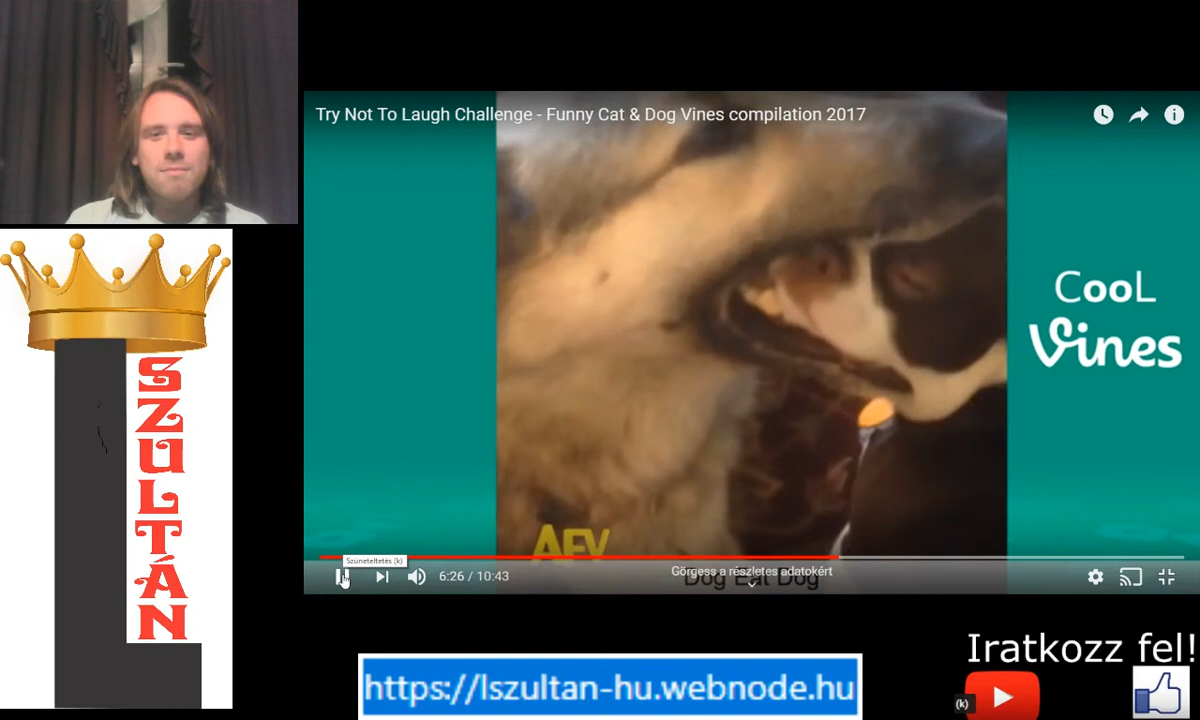 Try Not To Laugh Challenge - Funny Cat & Dog Vines compilation 2017
CooL
Vines
SZULTÁN
AFV
Szüneteltetés (k)
6:26 / 10:43
Görgess a részletes adatokért
Dog Eat Dog
Iratkozz fel!
https://lszultan-hu.webnode.hu
(k)